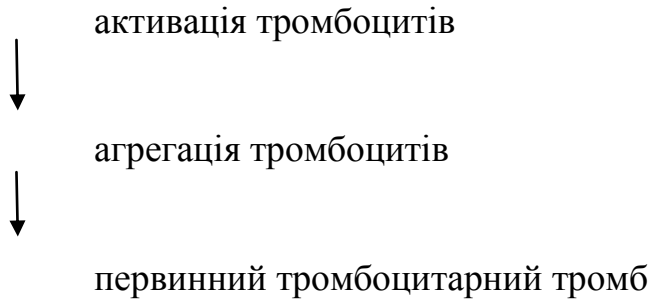 активація тромбоцитів
агрегація тромбоцитів
первинний тромбоцитарний тромб